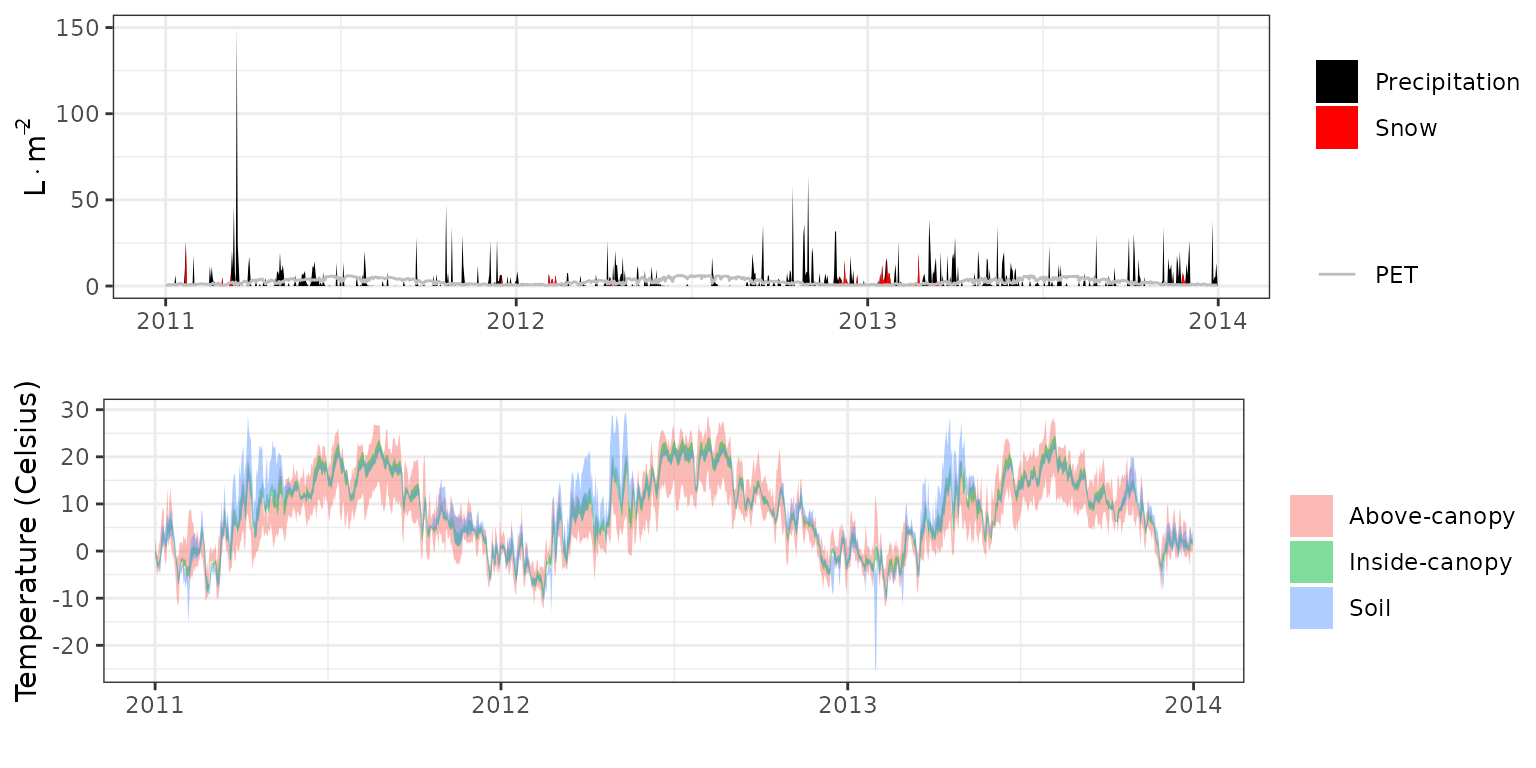 150
100
50
0
L · m⁻²
2011
2012
2013
2014
Precipitation
Snow
PET
30
20
10
0
-10
-20
Temperature (Celsius)
2011
2012
2013
2014
Above-canopy
Inside-canopy
Soil